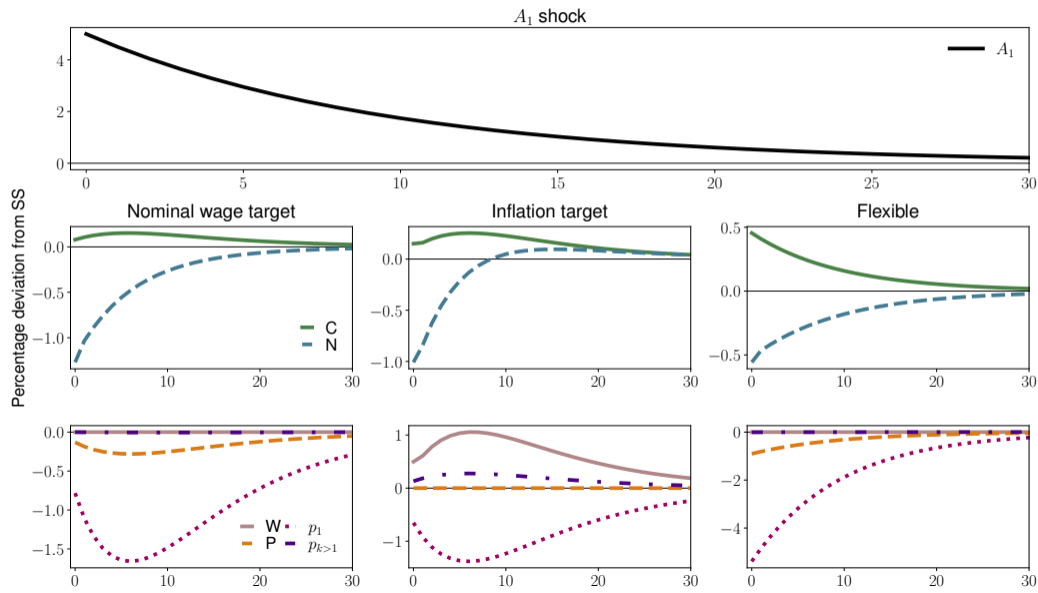 A₁ shock
4
2
0
A₁
0 5 10 15 20 25 30
Percentage deviation from SS
Nominal wage target
0.0
−0.5
−1.0
C
N
0 10 20 30
Inflation target
0.0
−0.5
−1.0
0 10 20 30
Flexible
0.5
0.0
−0.5
0 10 20 30
0.0
−0.5
−1.0
−1.5
W p₁
P pₖ>₁
0 10 20 30
1
0
−1
0 10 20 30
0
−2
−4
0 10 20 30